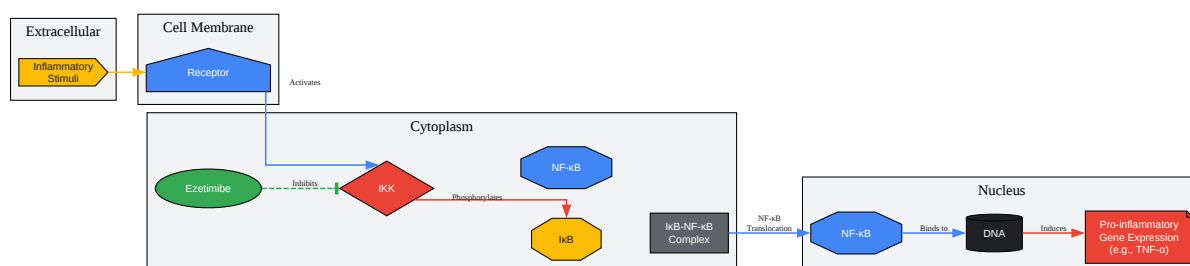 Extracellular
Inflammatory
Stimuli
Cell Membrane
Receptor
Activates
Cytoplasm
Ezetimibe
Inhibits
IKK
Phosphorylates
NF-κB
IκB
IκB-NF-κB
Complex
NF-κB
Translocation
Nucleus
NF-κB
Binds to
DNA
Induces
Pro-inflammatory
Gene Expression
(e.g., TNF-α)